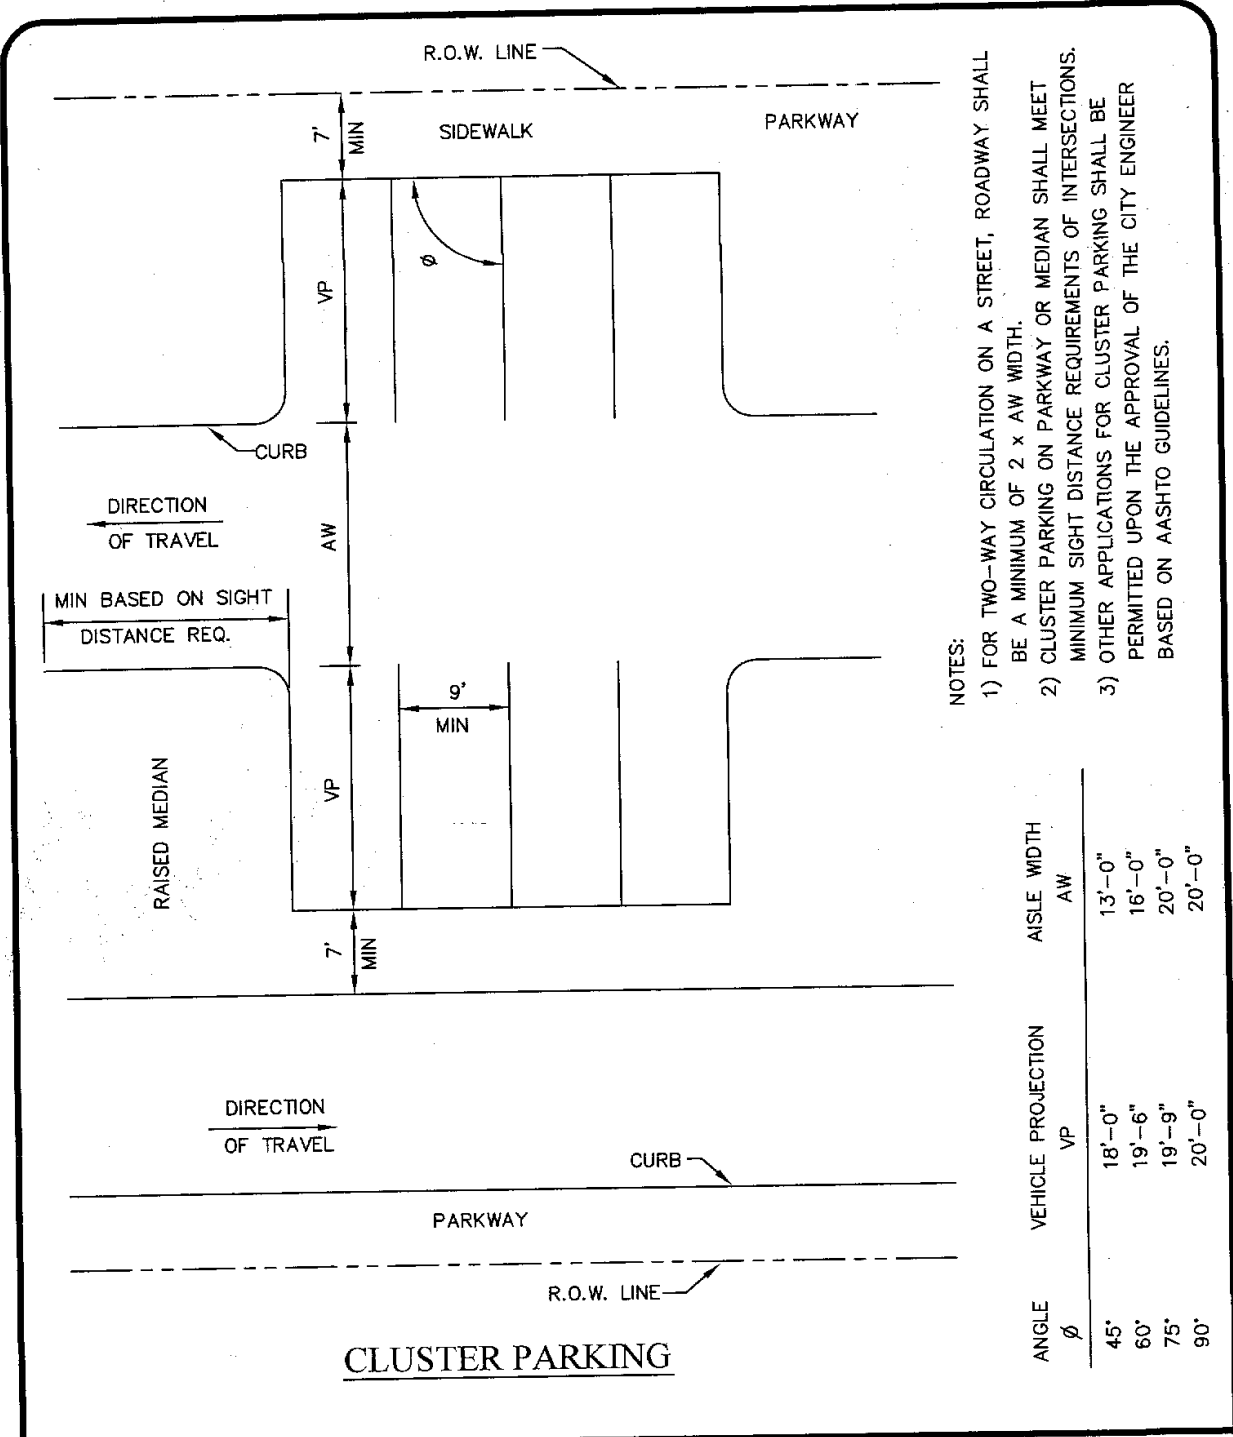 R.O.W. LINE
7'
MIN
SIDEWALK
PARKWAY
VP
Ø
CURB
DIRECTION
OF TRAVEL
AW
MIN BASED ON SIGHT
DISTANCE REQ.
9'
MIN
VP
RAISED MEDIAN
7'
MIN
DIRECTION
OF TRAVEL
CURB
PARKWAY
R.O.W. LINE
CLUSTER PARKING
NOTES:
1) FOR TWO-WAY CIRCULATION ON A STREET, ROADWAY SHALL
BE A MINIMUM OF 2 x AW WIDTH.
2) CLUSTER PARKING ON PARKWAY OR MEDIAN SHALL MEET
MINIMUM SIGHT DISTANCE REQUIREMENTS OF INTERSECTIONS.
3) OTHER APPLICATIONS FOR CLUSTER PARKING SHALL BE
PERMITTED UPON THE APPROVAL OF THE CITY ENGINEER
BASED ON AASHTO GUIDELINES.
ANGLE VEHICLE PROJECTION AISLE WIDTH
Ø VP AW
45° 18'-0" 13'-0"
60° 19'-6" 16'-0"
75° 19'-9" 20'-0"
90° 20'-0" 20'-0"